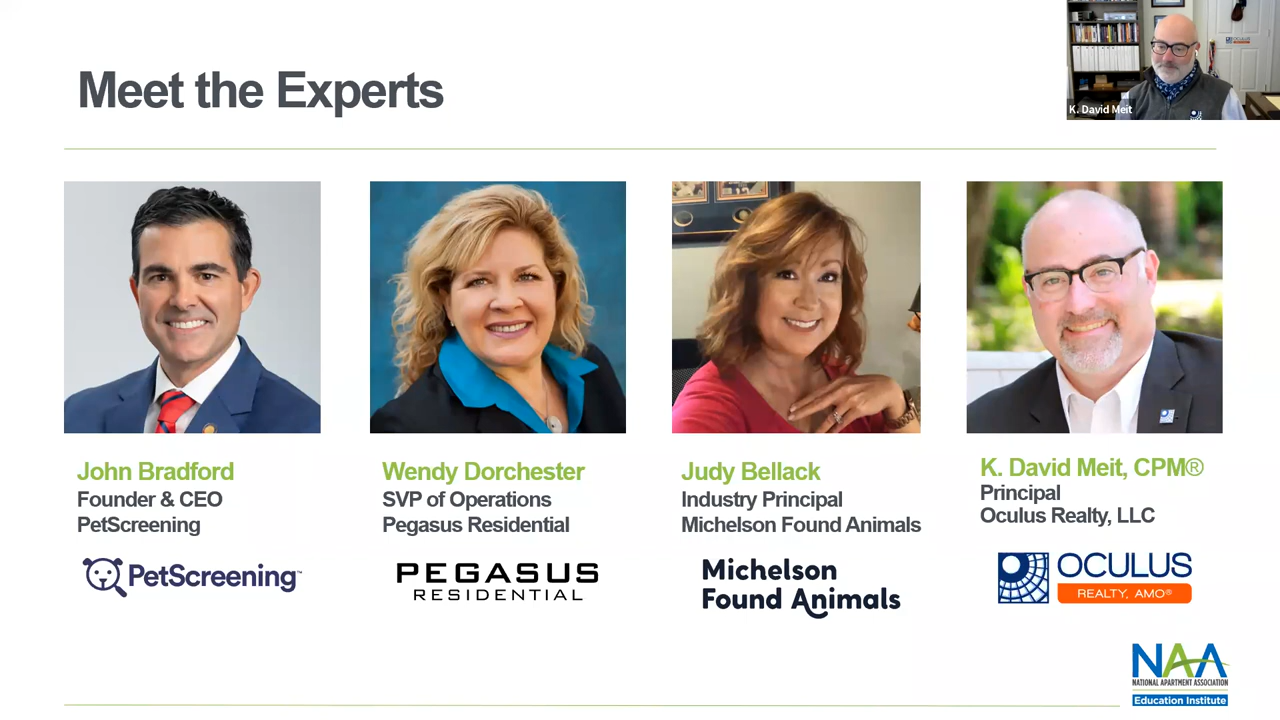 Meet the Experts
K. David Meit
John Bradford
Founder & CEO
PetScreening
PetScreening™
Wendy Dorchester
SVP of Operations
Pegasus Residential
PEGASUS
RESIDENTIAL
Judy Bellack
Industry Principal
Michelson Found Animals
Michelson
Found Animals
K. David Meit, CPM®
Principal
Oculus Realty, LLC
OCULUS
REALTY, AMO®
NAA
NATIONAL APARTMENT ASSOCIATION
Education Institute